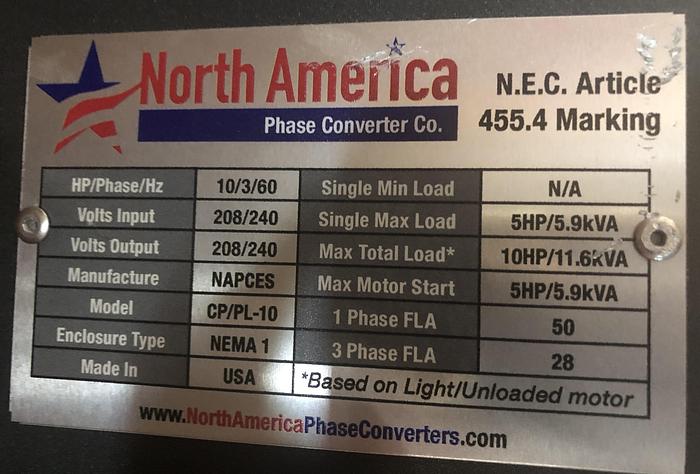 North America
Phase Converter Co.
N.E.C. Article
455.4 Marking
HP/Phase/Hz 10/3/60 Single Min Load N/A
Volts Input 208/240 Single Max Load 5HP/5.9kVA
Volts Output 208/240 Max Total Load* 10HP/11.6kVA
Manufacture NAPCES Max Motor Start 5HP/5.9kVA
Model CP/PL-10 1 Phase FLA 50
Enclosure Type NEMA 1 3 Phase FLA 28
Made In USA *Based on Light/Unloaded motor
www.NorthAmericaPhaseConverters.com